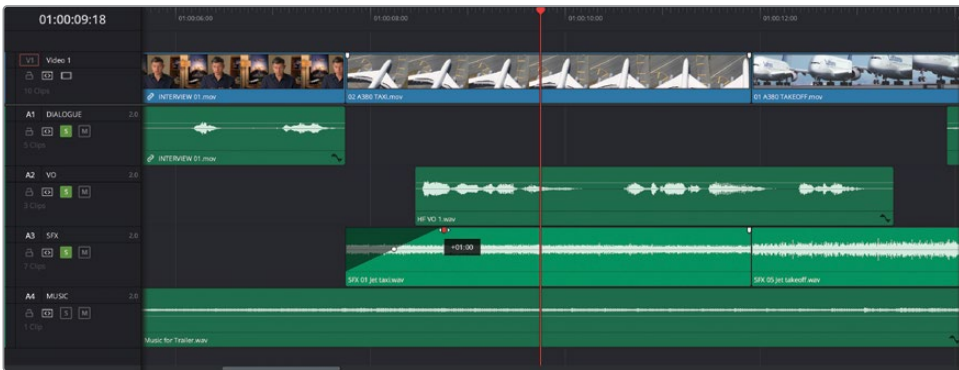 01:00:09:18
01:00:06:00
01:00:08:00
01:00:10:00
01:00:12:00
V1 Video 1
10 Clips
INTERVIEW 01.mov
02 A380 TAXI.mov
01 A380 TAKEOFF.mov
A1 DIALOGUE 2.0
S M
5 Clips
INTERVIEW 01.mov
A2 VO 2.0
S M
3 Clips
HF VO 1.wav
A3 SFX 2.0
S M
7 Clips
+01:00
SFX 01 Jet taxi.wav
SFX 05 Jet takeoff.wav
A4 MUSIC 2.0
S M
1 Clip
Music for Trailer.wav